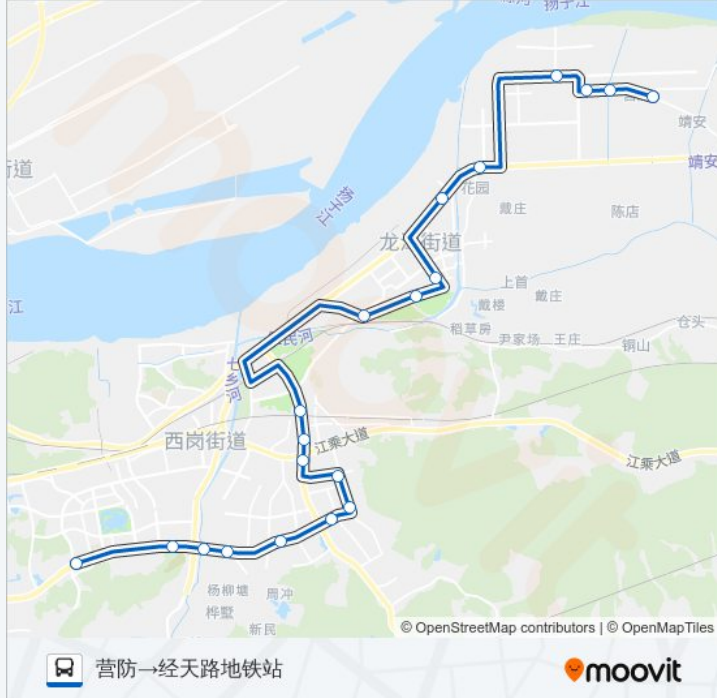 扬子江
靖安
靖安
街道
花园
戴庄
陈店
扬子江
龙潭街道
江
上首
戴庄
戴楼
仓头
稻草房
尹家场
王庄
铜山
便民河
七乡河
西岗街道
江乘大道
江乘大道
杨柳塘
周冲
桦墅
新民
© OpenStreetMap contributors | © OpenMapTiles
营防→经天路地铁站
moovit